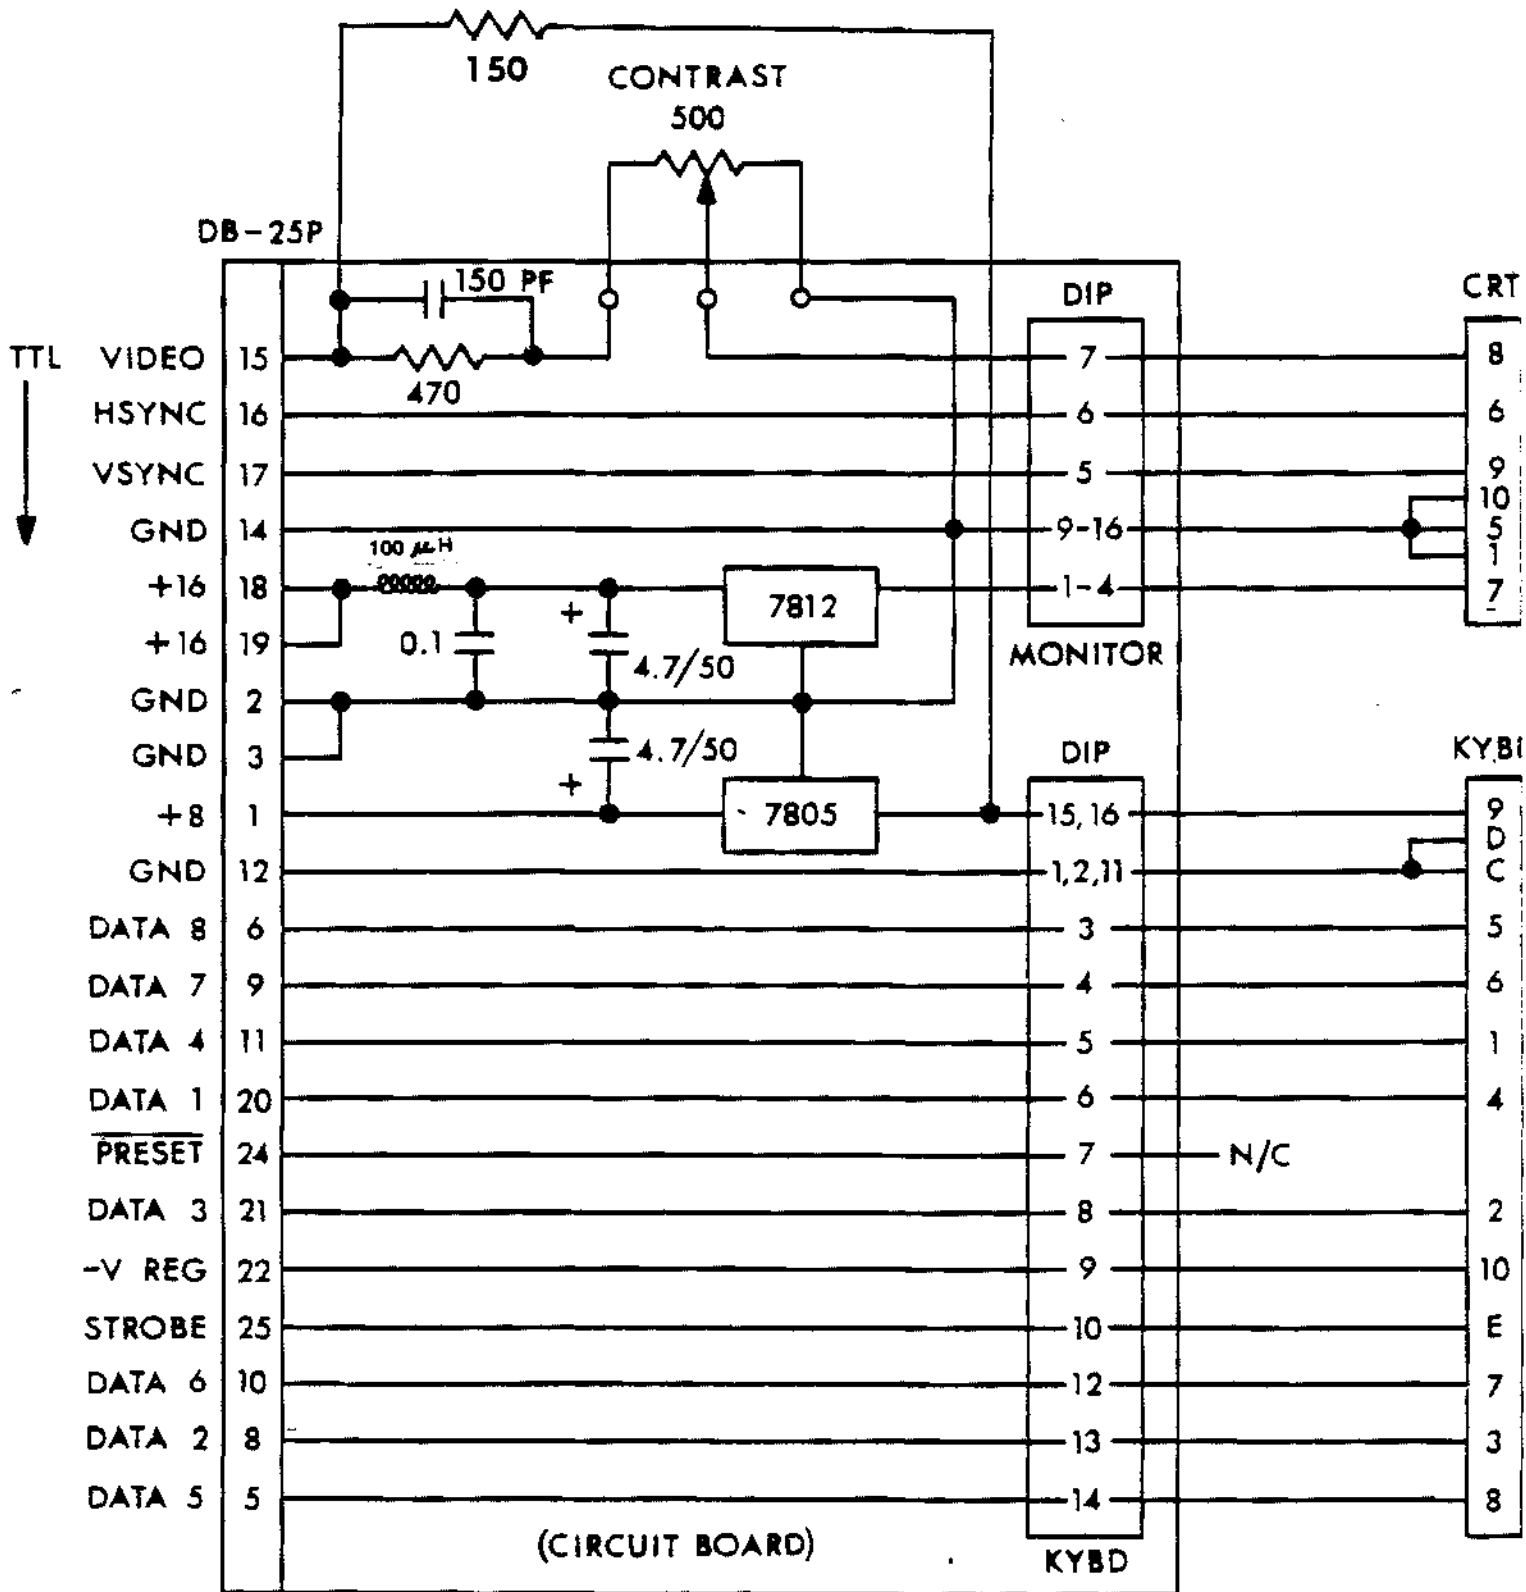 150
CONTRAST
500
DB-25P
150 PF
DIP
CRT
TTL VIDEO 15 7 8
470
HSYNC 16 6 6
VSYNC 17 5 9
10
GND 14 9-16 5
1
100 µH
+16 18 7812 1-4 7
+16 19 0.1 + 4.7/50 MONITOR
GND 2
GND 3 4.7/50 DIP KYB
+
+8 1 7805 15,16 9
D
GND 12 1,2,11 C
DATA 8 6 3 5
DATA 7 9 4 6
DATA 4 11 5 1
DATA 1 20 6 4
PRESET 24 7 N/C
DATA 3 21 8 2
-V REG 22 9 10
STROBE 25 10 E
DATA 6 10 12 7
DATA 2 8 13 3
DATA 5 5 14 8
(CIRCUIT BOARD) KYBD